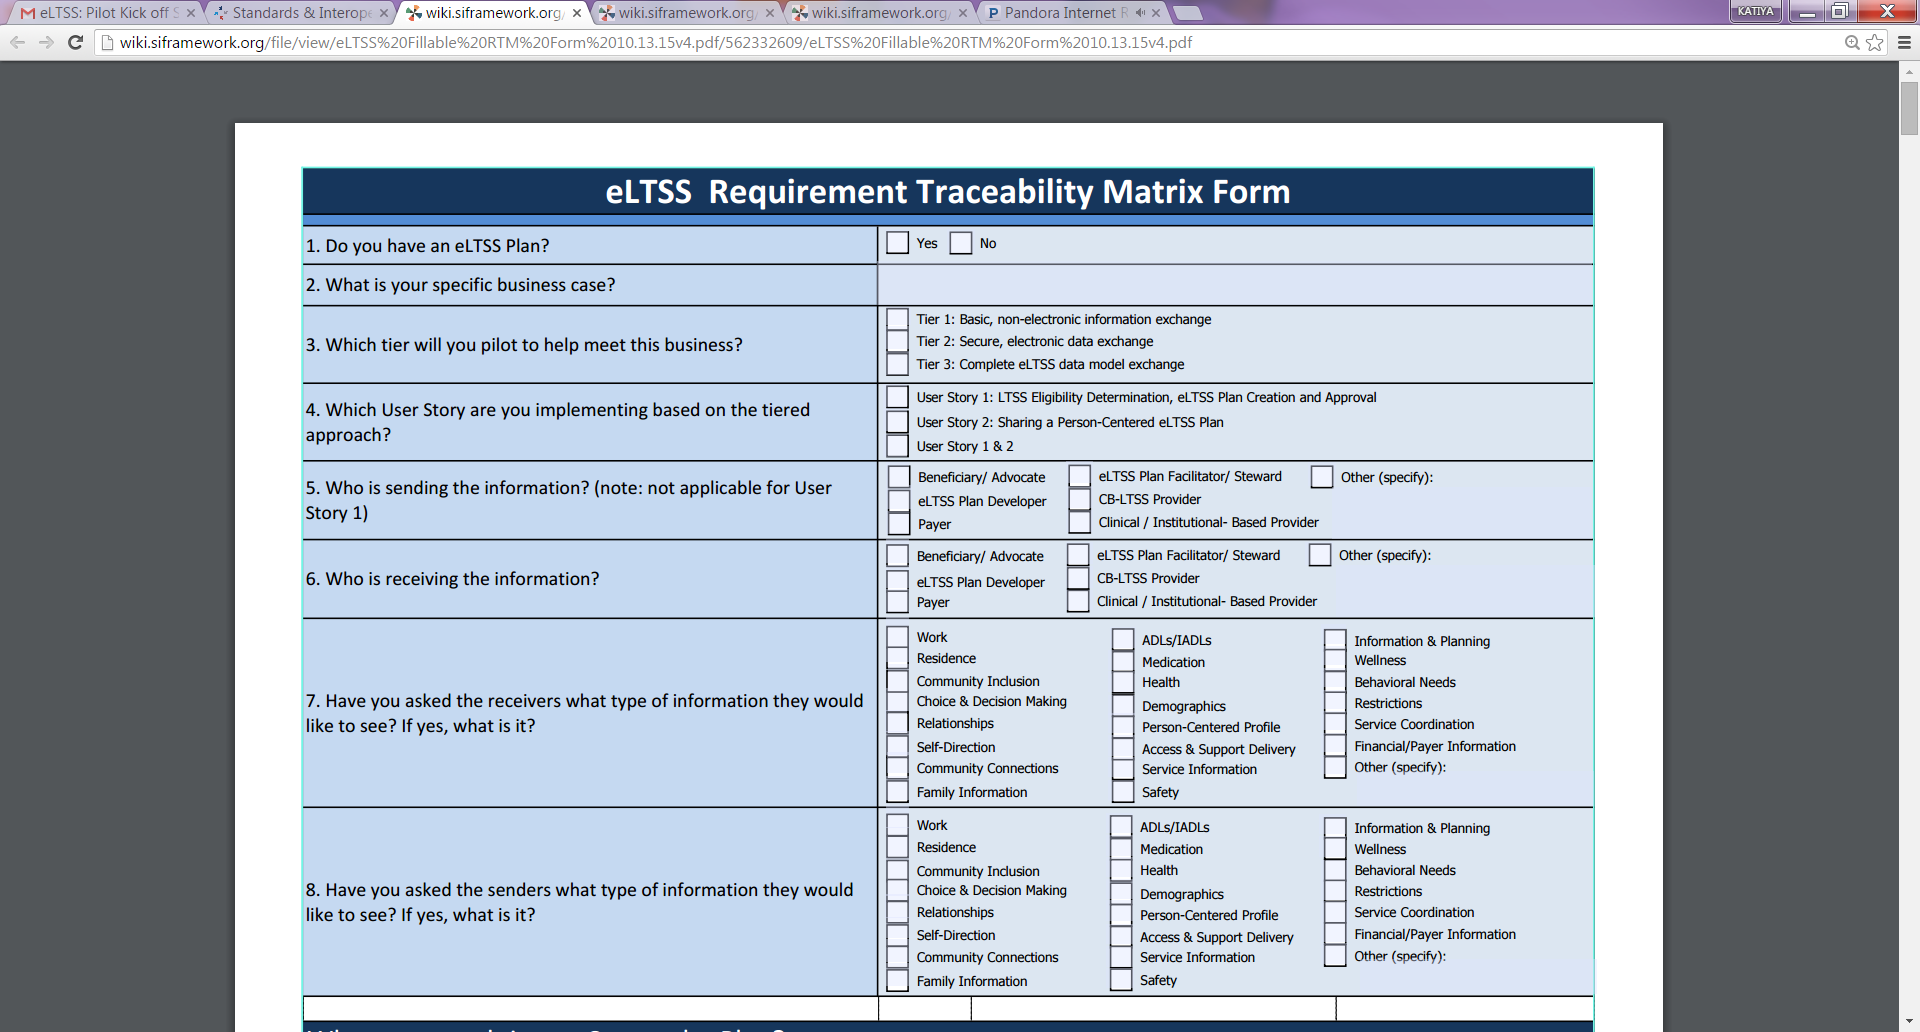 eLTSS: Pilot Kick off S
Standards & Interope
wiki.siframework.org/
wiki.siframework.org/
wiki.siframework.org/
Pandora Internet R
KATIYA
wiki.siframework.org/file/view/eLTSS%20Fillable%20RTM%20Form%2010.13.15v4.pdf/562332609/eLTSS%20Fillable%20RTM%20Form%2010.13.15v4.pdf
eLTSS Requirement Traceability Matrix Form
1. Do you have an eLTSS Plan?
Yes No
2. What is your specific business case?
3. Which tier will you pilot to help meet this business?
Tier 1: Basic, non-electronic information exchange
Tier 2: Secure, electronic data exchange
Tier 3: Complete eLTSS data model exchange
4. Which User Story are you implementing based on the tiered
approach?
User Story 1: LTSS Eligibility Determination, eLTSS Plan Creation and Approval
User Story 2: Sharing a Person-Centered eLTSS Plan
User Story 1 & 2
5. Who is sending the information? (note: not applicable for User
Story 1)
Beneficiary/ Advocate
eLTSS Plan Developer
Payer
eLTSS Plan Facilitator/ Steward
CB-LTSS Provider
Clinical / Institutional- Based Provider
Other (specify):
6. Who is receiving the information?
Beneficiary/ Advocate
eLTSS Plan Developer
Payer
eLTSS Plan Facilitator/ Steward
CB-LTSS Provider
Clinical / Institutional- Based Provider
Other (specify):
7. Have you asked the receivers what type of information they would
like to see? If yes, what is it?
Work
Residence
Community Inclusion
Choice & Decision Making
Relationships
Self-Direction
Community Connections
Family Information
ADLs/IADLs
Medication
Health
Demographics
Person-Centered Profile
Access & Support Delivery
Service Information
Safety
Information & Planning
Wellness
Behavioral Needs
Restrictions
Service Coordination
Financial/Payer Information
Other (specify):
8. Have you asked the senders what type of information they would
like to see? If yes, what is it?
Work
Residence
Community Inclusion
Choice & Decision Making
Relationships
Self-Direction
Community Connections
Family Information
ADLs/IADLs
Medication
Health
Demographics
Person-Centered Profile
Access & Support Delivery
Service Information
Safety
Information & Planning
Wellness
Behavioral Needs
Restrictions
Service Coordination
Financial/Payer Information
Other (specify):